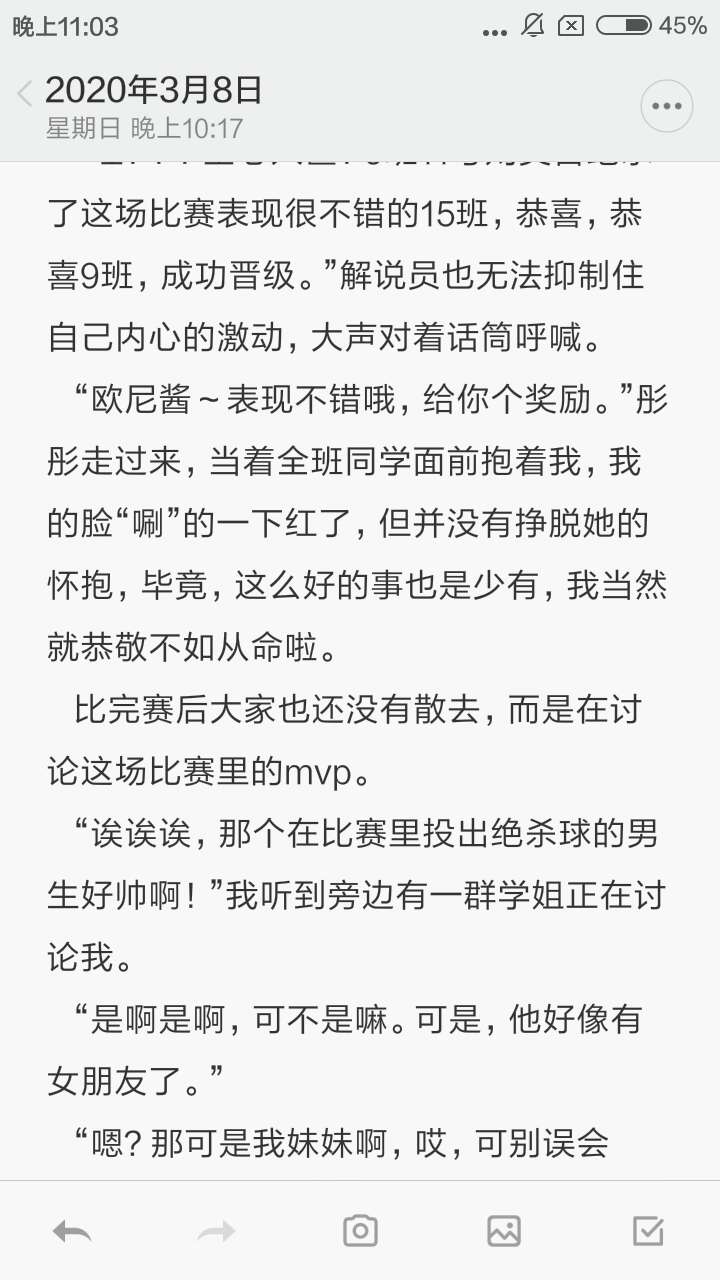 晚上11:03
45%
2020年3月8日
星期日 晚上10:17
了这场比赛表现很不错的15班，恭喜，恭
喜9班，成功晋级。”解说员也无法抑制住
自己内心的激动，大声对着话筒呼喊。
“欧尼酱～表现不错哦，给你个奖励。”彤
彤走过来，当着全班同学面前抱着我，我
的脸“唰”的一下红了，但并没有挣脱她的
怀抱，毕竟，这么好的事也是少有，我当然
就恭敬不如从命啦。
比完赛后大家也还没有散去，而是在讨
论这场比赛里的mvp。
“诶诶诶，那个在比赛里投出绝杀球的男
生好帅啊！”我听到旁边有一群学姐正在讨
论我。
“是啊是啊，可不是嘛。可是，他好像有
女朋友了。”
“嗯？那可是我妹妹啊，哎，可别误会